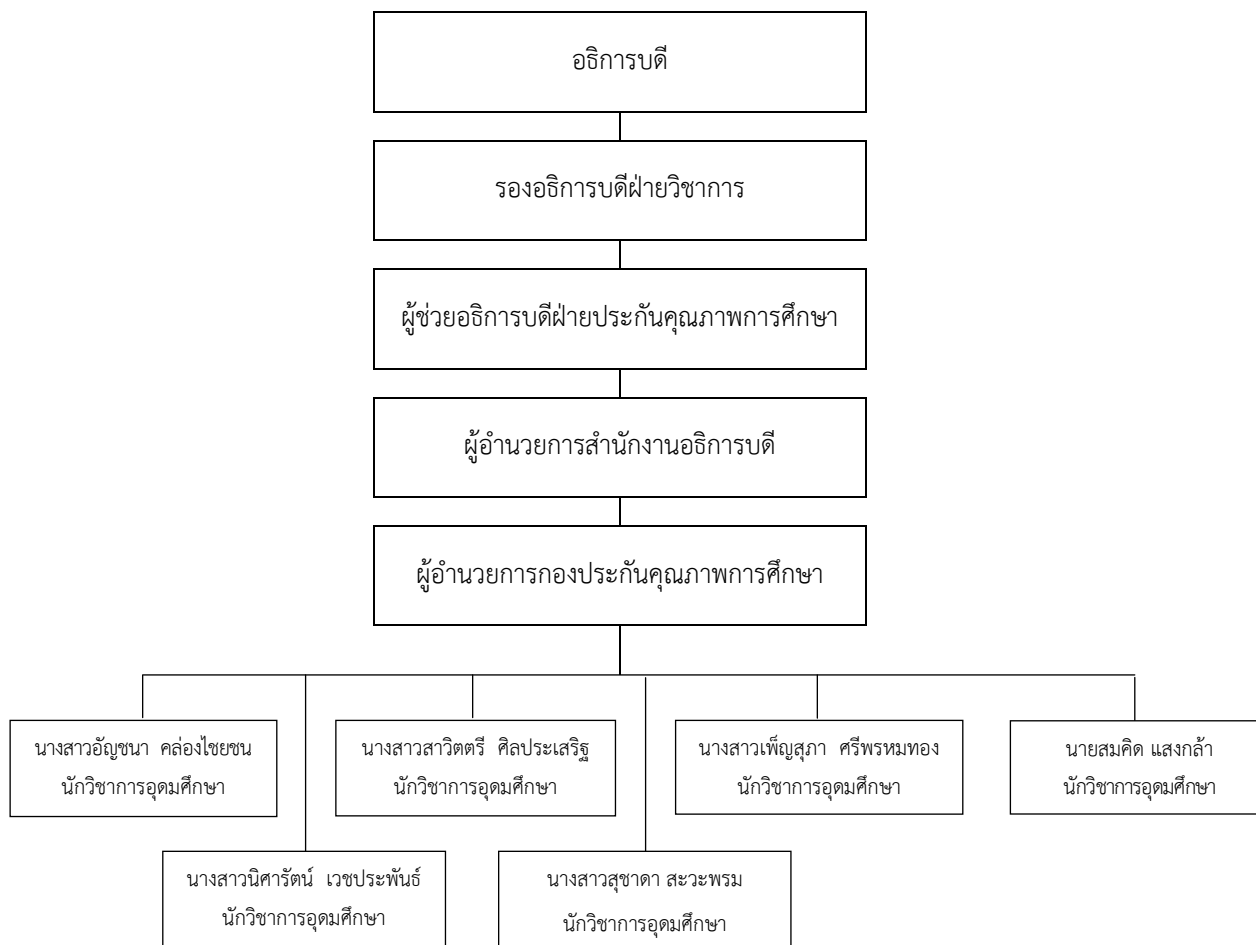 อธิการบดี
รองอธิการบดีฝ่ายวิชาการ
ผู้ช่วยอธิการบดีฝ่ายประกันคุณภาพการศึกษา
ผู้อำนวยการสำนักงานอธิการบดี
ผู้อำนวยการกองประกันคุณภาพการศึกษา
นางสาวอัญชนา คล่องไชยชน
นักวิชาการอุดมศึกษา
นางสาวสาวิตตรี ศิลประเสริฐ
นักวิชาการอุดมศึกษา
นางสาวเพ็ญสุภา ศรีพรหมทอง
นักวิชาการอุดมศึกษา
นายสมคิด แสงกล้า
นักวิชาการอุดมศึกษา
นางสาวนิศารัตน์ เวชประพันธ์
นักวิชาการอุดมศึกษา
นางสาวสุชาดา สะวะพรม
นักวิชาการอุดมศึกษา